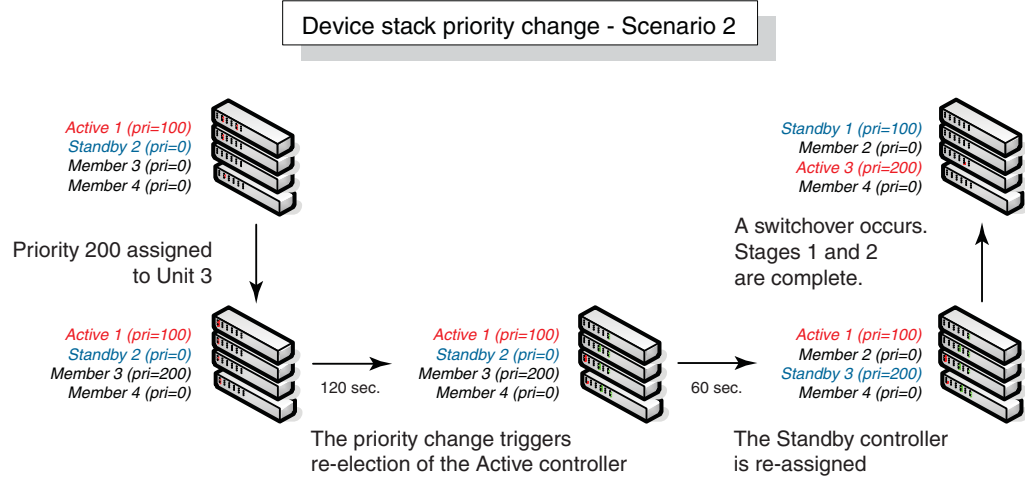 Device stack priority change - Scenario 2
Active 1 (pri=100)
Standby 2 (pri=0)
Member 3 (pri=0)
Member 4 (pri=0)
Priority 200 assigned
to Unit 3
Active 1 (pri=100)
Standby 2 (pri=0)
Member 3 (pri=200)
Member 4 (pri=0)
120 sec.
Active 1 (pri=100)
Standby 2 (pri=0)
Member 3 (pri=200)
Member 4 (pri=0)
The priority change triggers
re-election of the Active controller
60 sec.
Active 1 (pri=100)
Member 2 (pri=0)
Standby 3 (pri=200)
Member 4 (pri=0)
The Standby controller
is re-assigned
A switchover occurs.
Stages 1 and 2
are complete.
Standby 1 (pri=100)
Member 2 (pri=0)
Active 3 (pri=200)
Member 4 (pri=0)